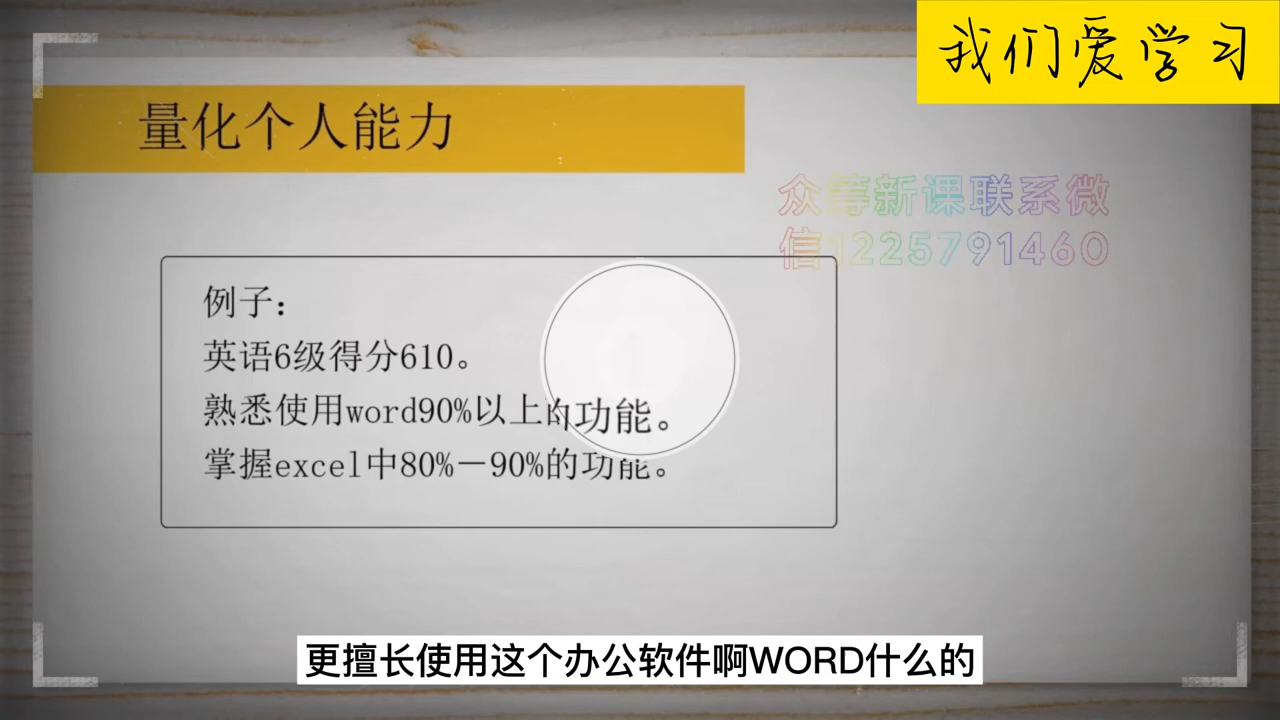 我们爱学习
量化个人能力
众筹新课联系微
信1225791460
例子：
英语6级得分610。
熟悉使用word90%以上的功能。
掌握excel中80%－90%的功能。
更擅长使用这个办公软件啊WORD什么的